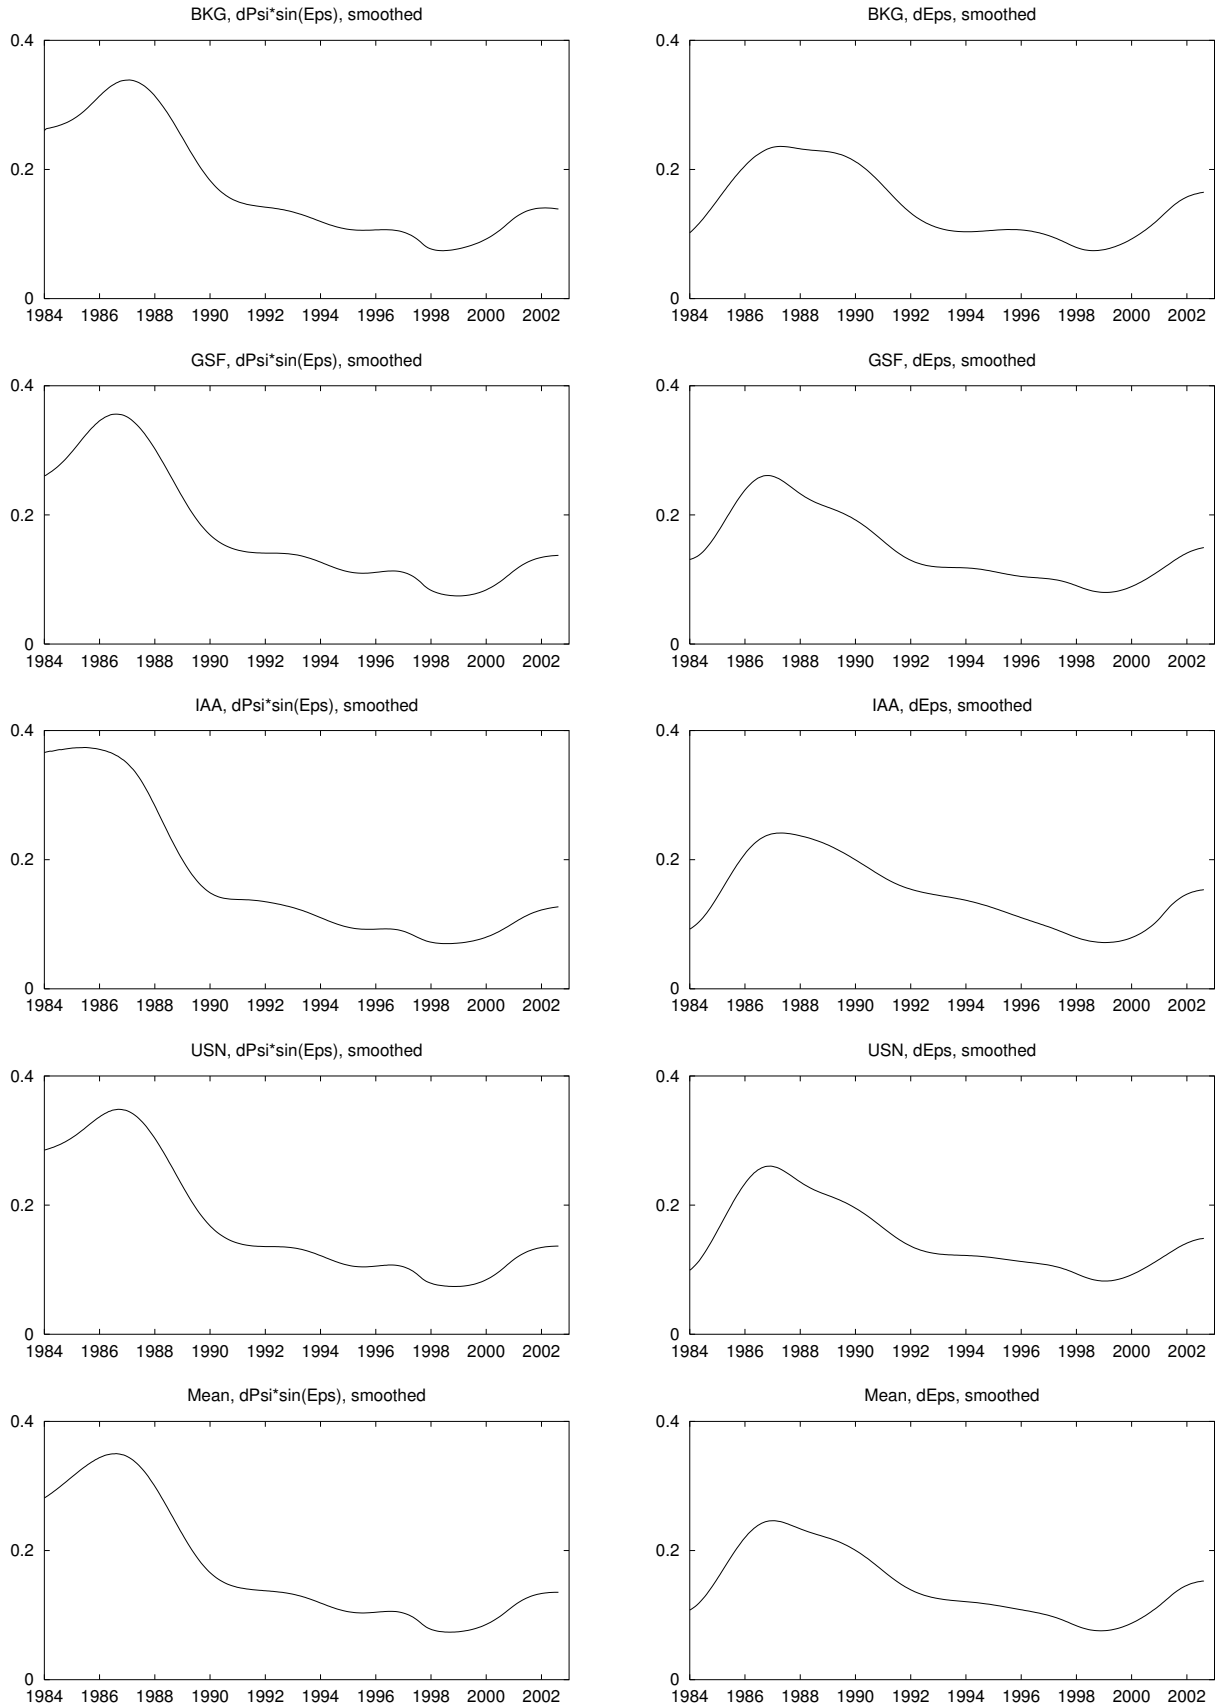 BKG, dPsi*sin(Eps), smoothed
0.4
0.2
0
1984 1986 1988 1990 1992 1994 1996 1998 2000 2002
BKG, dEps, smoothed
0.4
0.2
0
1984 1986 1988 1990 1992 1994 1996 1998 2000 2002
GSF, dPsi*sin(Eps), smoothed
0.4
0.2
0
1984 1986 1988 1990 1992 1994 1996 1998 2000 2002
GSF, dEps, smoothed
0.4
0.2
0
1984 1986 1988 1990 1992 1994 1996 1998 2000 2002
IAA, dPsi*sin(Eps), smoothed
0.4
0.2
0
1984 1986 1988 1990 1992 1994 1996 1998 2000 2002
IAA, dEps, smoothed
0.4
0.2
0
1984 1986 1988 1990 1992 1994 1996 1998 2000 2002
USN, dPsi*sin(Eps), smoothed
0.4
0.2
0
1984 1986 1988 1990 1992 1994 1996 1998 2000 2002
USN, dEps, smoothed
0.4
0.2
0
1984 1986 1988 1990 1992 1994 1996 1998 2000 2002
Mean, dPsi*sin(Eps), smoothed
0.4
0.2
0
1984 1986 1988 1990 1992 1994 1996 1998 2000 2002
Mean, dEps, smoothed
0.4
0.2
0
1984 1986 1988 1990 1992 1994 1996 1998 2000 2002